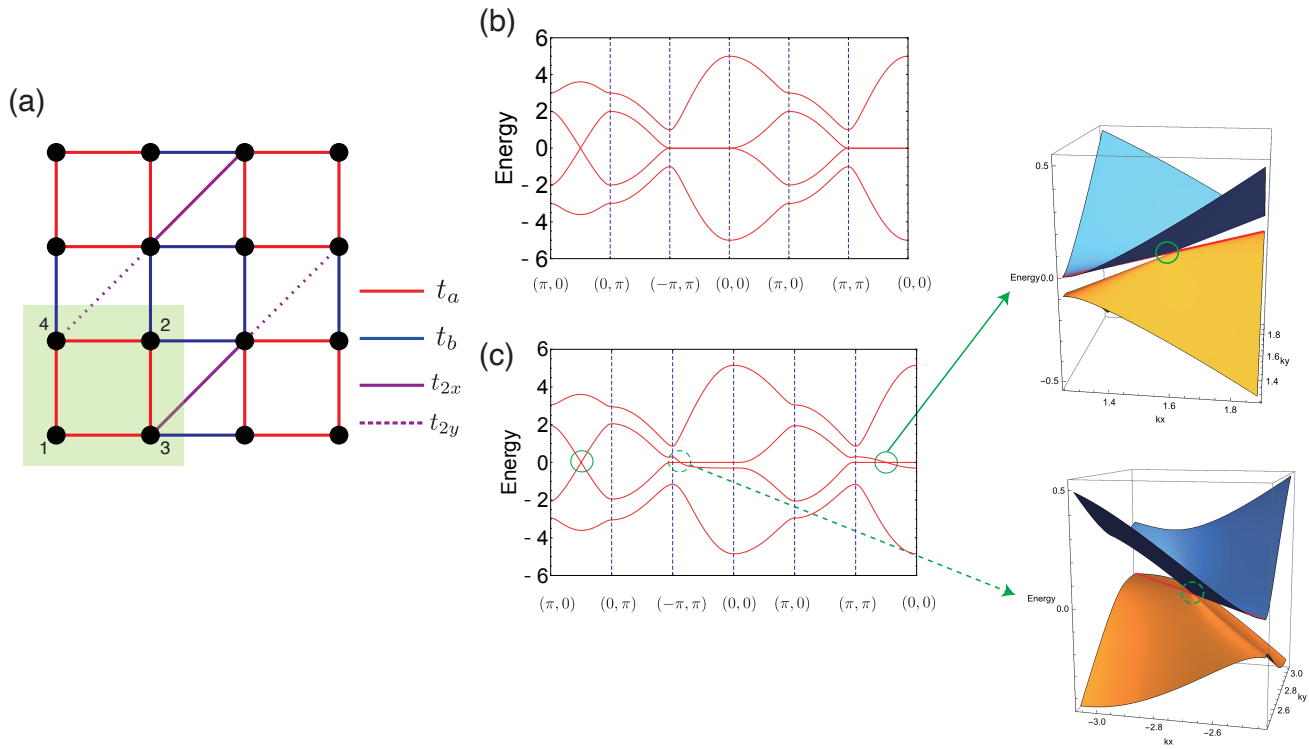 (a)
4
2
1
3
t_a
t_b
t_{2x}
t_{2y}
(b)
Energy
6
4
2
0
- 2
- 4
- 6
(π, 0) (0, π) (−π, π) (0, 0) (π, 0) (π, π) (0, 0)
(c)
Energy
6
4
2
0
- 2
- 4
- 6
(π, 0) (0, π) (−π, π) (0, 0) (π, 0) (π, π) (0, 0)
0.5
Energy 0.0
−0.5
1.4 1.6 1.8
kx
1.4
1.6
1.8
ky
0.5
Energy
0.0
−3.0 −2.8 −2.6
kx
2.6
2.8
3.0
ky